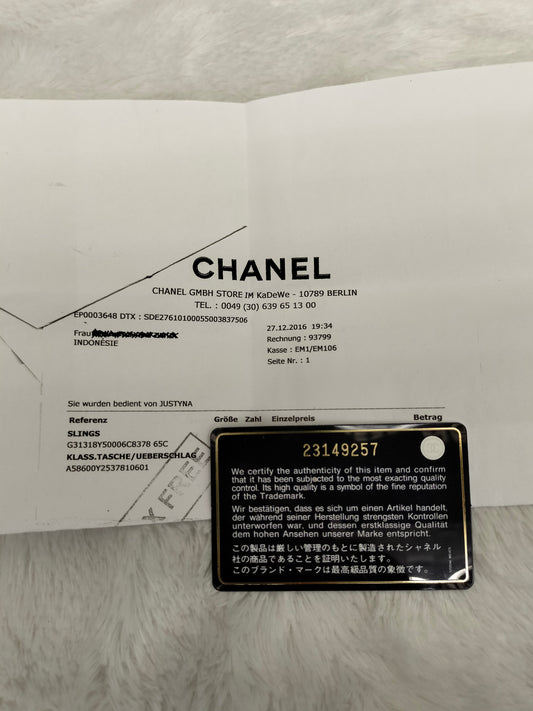 CHANEL
CHANEL GMBH STORE IM KaDeWe - 10789 BERLIN
TEL. : 0049 (30) 639 65 13 00
EP0003648 DTX : SDE27610100055003837506
27.12.2016 19:34
Frau
Rechnung : 93799
INDONÉSIE
Kasse : EM1/EM106
Seite Nr. : 1
Sie wurden bedient von JUSTYNA
Referenz Größe Zahl Einzelpreis Betrag
SLINGS
G31318Y50006C8378 65C
KLASS.TASCHE/UEBERSCHLAG
A58600Y2537810601
X FREE
23149257
We certify the authenticity of this item and confirm
that it has been subjected to the most exacting quality
control. Its high quality is a symbol of the fine reputation
of the Trademark.
Wir bestätigen, dass es sich um einen Artikel handelt,
der während seiner Herstellung strengsten Kontrollen
unterworfen war, und dessen erstklassige Qualität
dem hohen Ansehen unserer Marke entspricht.
この製品は厳しい管理のもとに製造されたシャネル
社の商品であることを証明いたします。
このブランド・マークは最高級品質の象徴です。